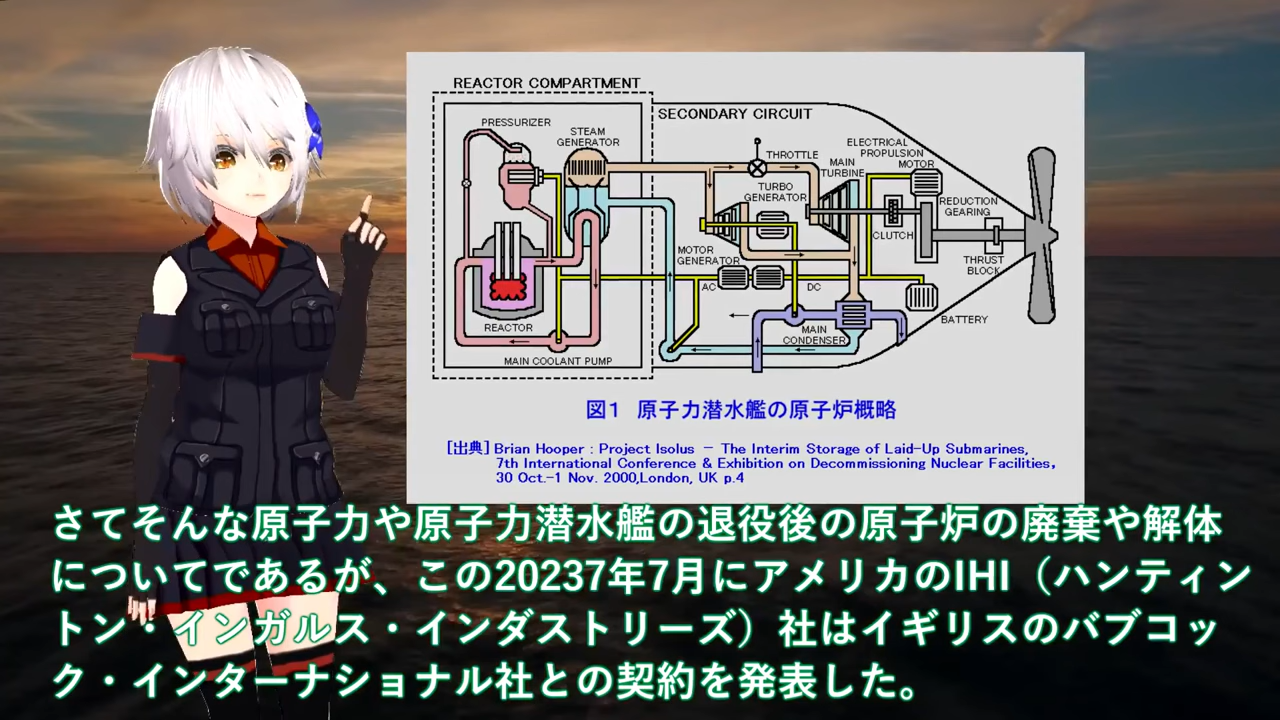 REACTOR COMPARTMENT
SECONDARY CIRCUIT
PRESSURIZER
STEAM
GENERATOR
THROTTLE
ELECTRICAL
PROPULSION
MOTOR
MAIN
TURBINE
TURBO
GENERATOR
REDUCTION
GEARING
CLUTCH
MOTOR
GENERATOR
THRUST
BLOCK
AC
DC
REACTOR
BATTERY
MAIN
CONDENSER
MAIN COOLANT PUMP
図1 原子力潜水艦の原子炉概略
[出典] Brian Hooper : Project Isolus － The Interim Storage of Laid-Up Submarines,
7th International Conference & Exhibition on Decommissioning Nuclear Facilities,
30 Oct.-1 Nov. 2000,London, UK p.4
さてそんな原子力や原子力潜水艦の退役後の原子炉の廃棄や解体
についてであるが、この20237年7月にアメリカのIHI（ハンティン
トン・インガルス・インダストリーズ）社はイギリスのバブコッ
ク・インターナショナル社との契約を発表した。